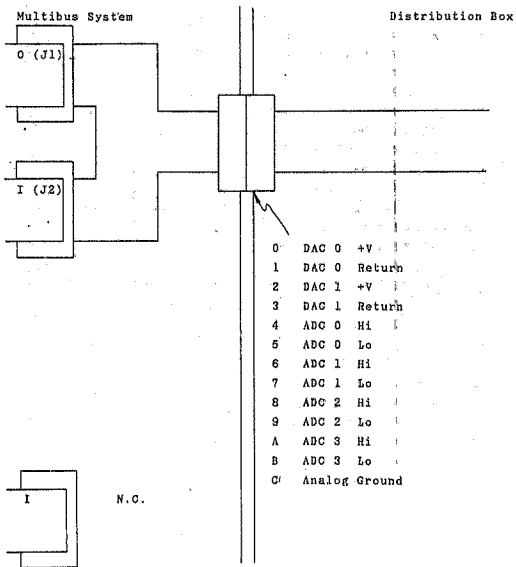 Multibus System
Distribution Box
O (J1)
I (J2)
0 DAC 0 +V
1 DAC 0 Return
2 DAC 1 +V
3 DAC 1 Return
4 ADC 0 Hi
5 ADC 0 Lo
6 ADC 1 Hi
7 ADC 1 Lo
8 ADC 2 Hi
9 ADC 2 Lo
A ADC 3 Hi
B ADC 3 Lo
C Analog Ground
I
N.C.